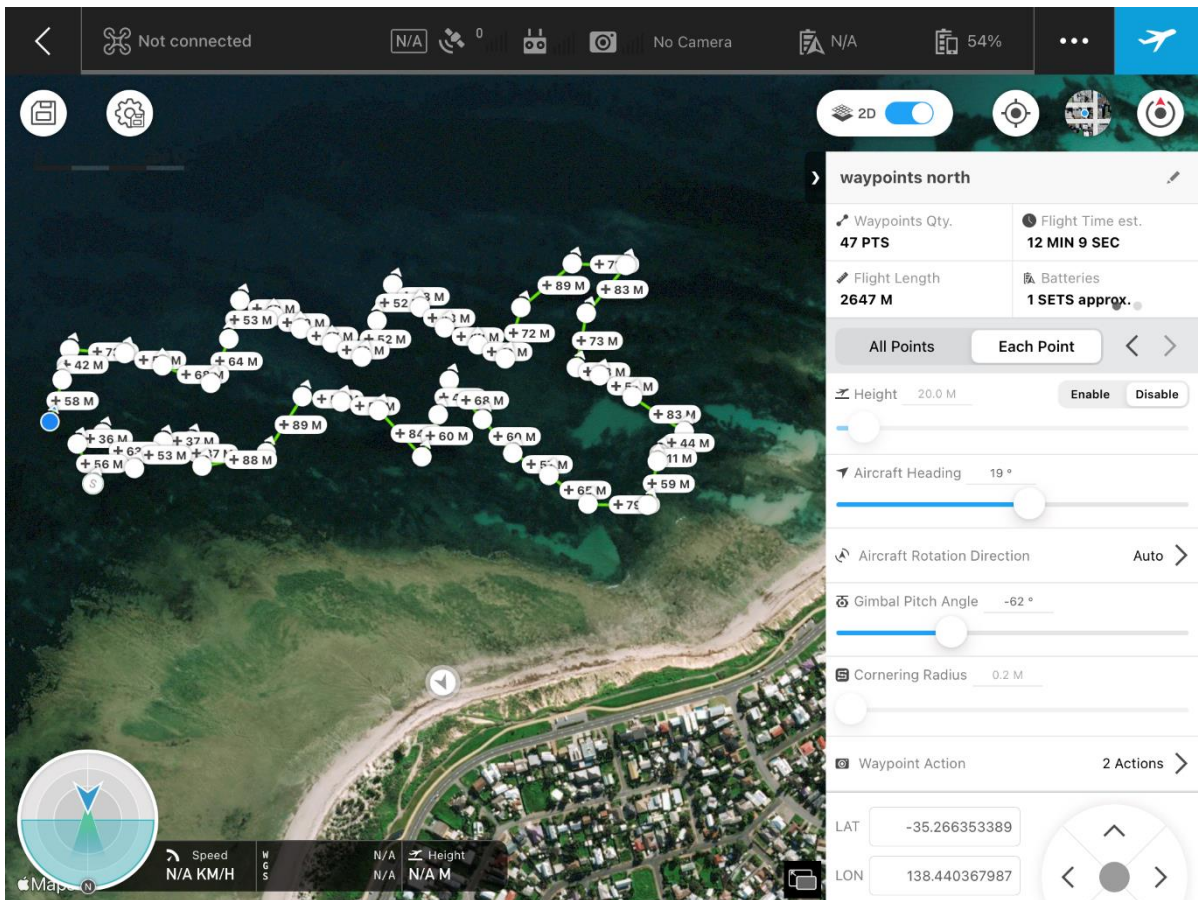 Not connected
N/A
0
No Camera
N/A
54%
2D
waypoints north
Waypoints Qty.
47 PTS
Flight Time est.
12 MIN 9 SEC
Flight Length
2647 M
Batteries
1 SETS approx.
All Points
Each Point
Height
20.0 M
Enable
Disable
Aircraft Heading
19 °
Aircraft Rotation Direction
Auto
Gimbal Pitch Angle
-62 °
Cornering Radius
0.2 M
Waypoint Action
2 Actions
LAT
-35.266353389
LON
138.440367987
+ 89 M
+ 83 M
+ 53 M
+ 72 M
+ 52 M
+ 73 M
+ 64 M
+ 42 M
+ 58 M
+ 68 M
+ 83 M
+ 89 M
+ 60 M
+ 60 M
+ 44 M
+ 36 M
+ 37 M
+ 53 M
+ 88 M
+ 56 M
11 M
+ 59 M
+ 65 M
S
Speed
N/A KM/H
WGS
N/A
N/A
Height
N/A M
N
Maps